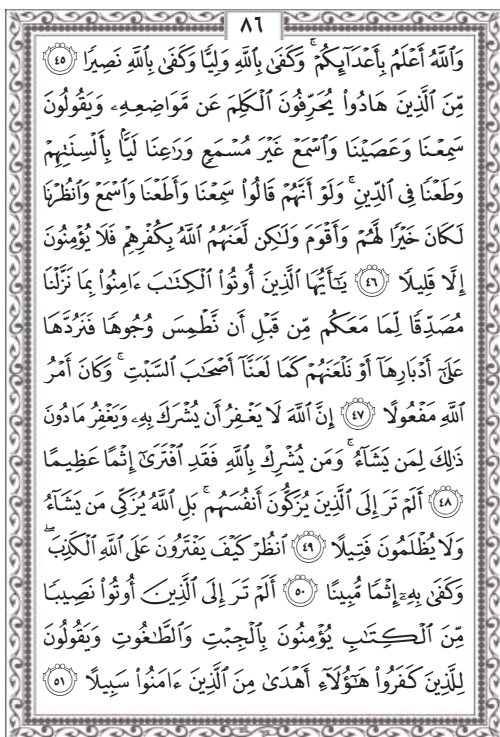 ٨٦
وَٱللَّهُ أَعْلَمُ بِأَعْدَآئِكُمْ ۚ وَكَفَىٰ بِٱللَّهِ وَلِيًّا وَكَفَىٰ بِٱللَّهِ نَصِيرًا ٤٥
مِّنَ ٱلَّذِينَ هَادُوا۟ يُحَرِّفُونَ ٱلْكَلِمَ عَن مَّوَاضِعِهِۦ وَيَقُولُونَ
سَمِعْنَا وَعَصَيْنَا وَٱسْمَعْ غَيْرَ مُسْمَعٍ وَرَٰعِنَا لَيًّۢا بِأَلْسِنَتِهِمْ
وَطَعْنًا فِى ٱلدِّينِ ۚ وَلَوْ أَنَّهُمْ قَالُوا۟ سَمِعْنَا وَأَطَعْنَا وَٱسْمَعْ وَٱنظُرْنَا
لَكَانَ خَيْرًا لَّهُمْ وَأَقْوَمَ وَلَٰكِن لَّعَنَهُمُ ٱللَّهُ بِكُفْرِهِمْ فَلَا يُؤْمِنُونَ
إِلَّا قَلِيلًا ٤٦ يَٰٓأَيُّهَا ٱلَّذِينَ أُوتُوا۟ ٱلْكِتَٰبَ ءَامِنُوا۟ بِمَا نَزَّلْنَا
مُصَدِّقًا لِّمَا مَعَكُم مِّن قَبْلِ أَن نَّطْمِسَ وُجُوهًا فَنَرُدَّهَا
عَلَىٰٓ أَدْبَارِهَآ أَوْ نَلْعَنَهُمْ كَمَا لَعَنَّآ أَصْحَٰبَ ٱلسَّبْتِ ۚ وَكَانَ أَمْرُ
ٱللَّهِ مَفْعُولًا ٤٧ إِنَّ ٱللَّهَ لَا يَغْفِرُ أَن يُشْرَكَ بِهِۦ وَيَغْفِرُ مَا دُونَ
ذَٰلِكَ لِمَن يَشَآءُ ۚ وَمَن يُشْرِكْ بِٱللَّهِ فَقَدِ ٱفْتَرَىٰٓ إِثْمًا عَظِيمًا
٤٨ أَلَمْ تَرَ إِلَى ٱلَّذِينَ يُزَكُّونَ أَنفُسَهُم ۚ بَلِ ٱللَّهُ يُزَكِّى مَن يَشَآءُ
وَلَا يُظْلَمُونَ فَتِيلًا ٤٩ ٱنظُرْ كَيْفَ يَفْتَرُونَ عَلَى ٱللَّهِ ٱلْكَذِبَ ۖ
وَكَفَىٰ بِهِۦٓ إِثْمًا مُّبِينًا ٥٠ أَلَمْ تَرَ إِلَى ٱلَّذِينَ أُوتُوا۟ نَصِيبًا
مِّنَ ٱلْكِتَٰبِ يُؤْمِنُونَ بِٱلْجِبْتِ وَٱلطَّٰغُوتِ وَيَقُولُونَ
لِلَّذِينَ كَفَرُوا۟ هَٰٓؤُلَآءِ أَهْدَىٰ مِنَ ٱلَّذِينَ ءَامَنُوا۟ سَبِيلًا ٥١